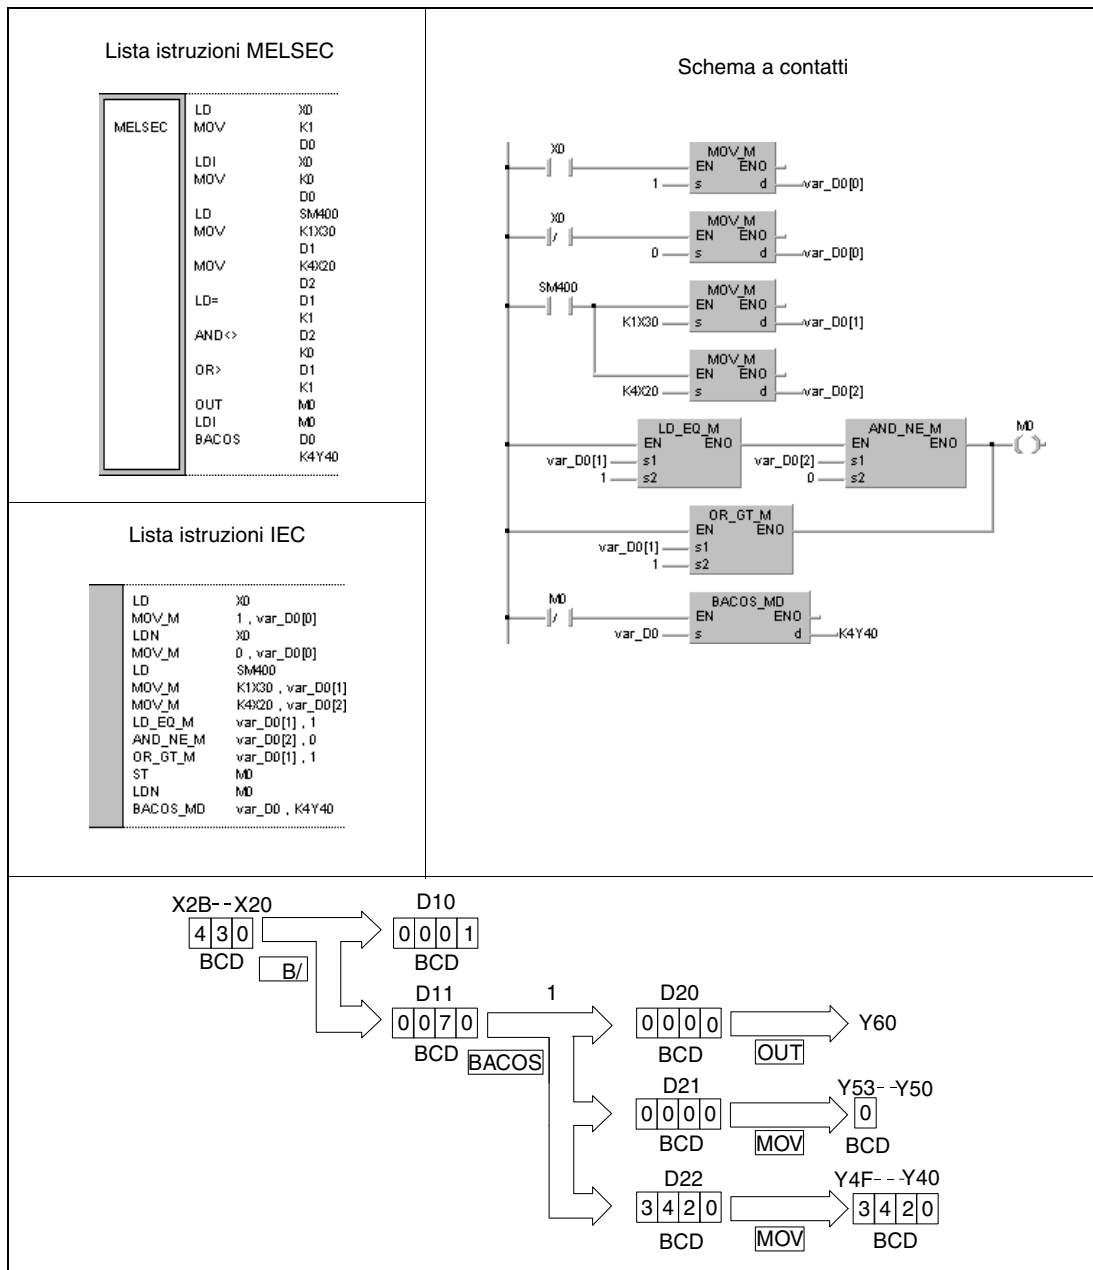 Lista istruzioni MELSEC
MELSEC
LD X0
MOV K1
D0
LDI X0
MOV K0
D0
LD SM400
MOV K1X30
D1
MOV K4X20
D2
LD= D1
K1
AND<> D2
K0
OR> D1
K1
OUT M0
LDI M0
BACOS D0
K4Y40
Schema a contatti
X0
MOV_M
EN ENO
1 s d var_D0[0]
X0
MOV_M
EN ENO
0 s d var_D0[0]
SM400
MOV_M
EN ENO
K1X30 s d var_D0[1]
MOV_M
EN ENO
K4X20 s d var_D0[2]
LD_EQ_M AND_NE_M M0
EN ENO EN ENO
var_D0[1] s1 var_D0[2] s1
1 s2 0 s2
OR_GT_M
EN ENO
var_D0[1] s1
1 s2
M0
BACOS_MD
EN ENO
var_D0 s d K4Y40
Lista istruzioni IEC
LD X0
MOV_M 1 , var_D0[0]
LDN X0
MOV_M 0 , var_D0[0]
LD SM400
MOV_M K1X30 , var_D0[1]
MOV_M K4X20 , var_D0[2]
LD_EQ_M var_D0[1] , 1
AND_NE_M var_D0[2] , 0
OR_GT_M var_D0[1] , 1
ST M0
LDN M0
BACOS_MD var_D0 , K4Y40
X2B--X20 D10
4 3 0 0 0 0 1
BCD B/ BCD
D11 1 D20
0 0 7 0 0 0 0 0 Y60
BCD BACOS BCD OUT
D21 Y53--Y50
0 0 0 0 0
BCD MOV BCD
D22 Y4F---Y40
3 4 2 0 3 4 2 0
BCD MOV BCD